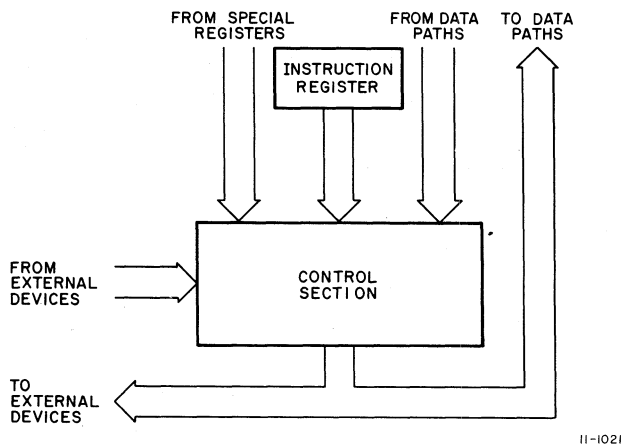 FROM SPECIAL
REGISTERS
INSTRUCTION
REGISTER
FROM DATA
PATHS
TO DATA
PATHS
FROM
EXTERNAL
DEVICES
CONTROL
SECTION
TO
EXTERNAL
DEVICES
11-1021